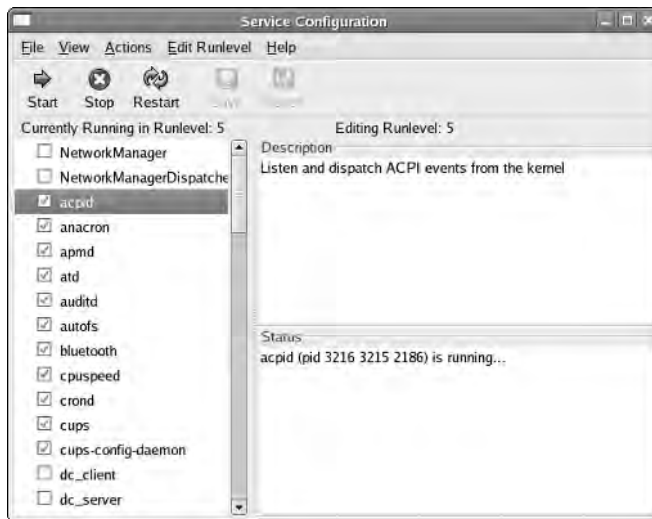 Service Configuration
File View Actions Edit Runlevel Help
Start Stop Restart
Currently Running in Runlevel: 5 Editing Runlevel: 5
NetworkManager
NetworkManagerDispatche
acpid
anacron
apmd
atd
auditd
autofs
bluetooth
cpuspeed
crond
cups
cups-config-daemon
dc_client
dc_server
Description
Listen and dispatch ACPI events from the kernel
Status
acpid (pid 3216 3215 2186) is running...